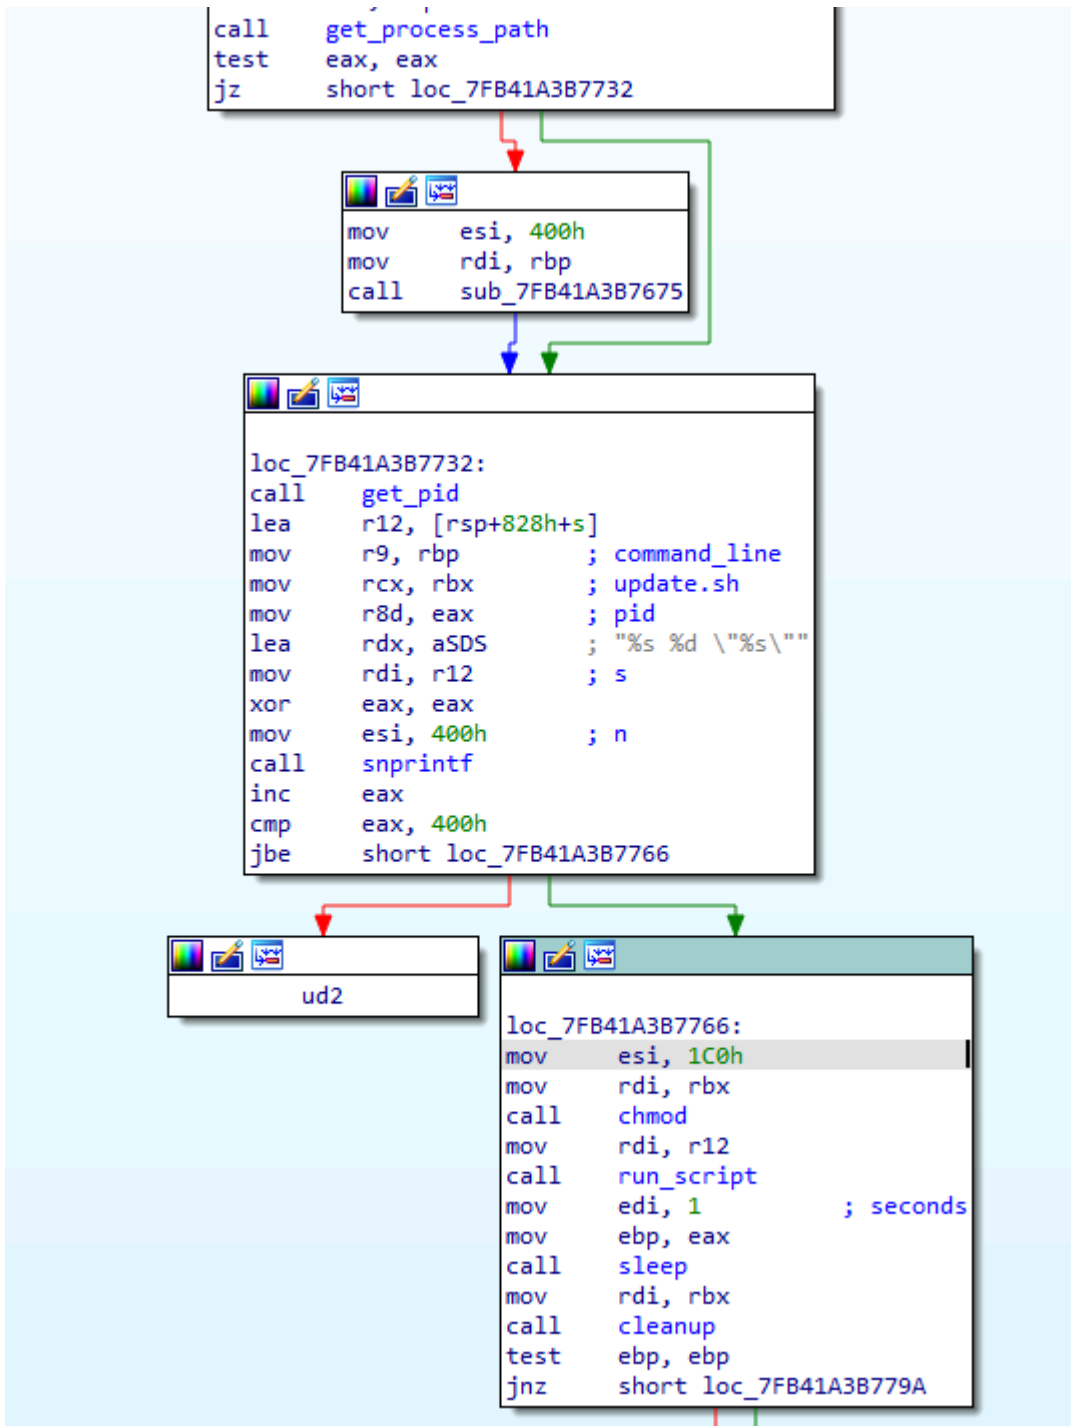 call get_process_path
test eax, eax
jz short loc_7FB41A3B7732
mov esi, 400h
mov rdi, rbp
call sub_7FB41A3B7675
loc_7FB41A3B7732:
call get_pid
lea r12, [rsp+828h+s]
mov r9, rbp ; command_line
mov rcx, rbx ; update.sh
mov r8d, eax ; pid
lea rdx, aSDS ; "%s %d \"%s\""
mov rdi, r12 ; s
xor eax, eax
mov esi, 400h ; n
call snprintf
inc eax
cmp eax, 400h
jbe short loc_7FB41A3B7766
ud2
loc_7FB41A3B7766:
mov esi, 1C0h
mov rdi, rbx
call chmod
mov rdi, r12
call run_script
mov edi, 1 ; seconds
mov ebp, eax
call sleep
mov rdi, rbx
call cleanup
test ebp, ebp
jnz short loc_7FB41A3B779A